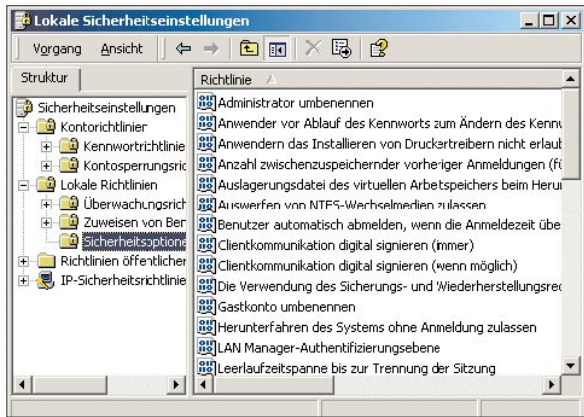 Lokale Sicherheitseinstellungen
Vorgang Ansicht
Struktur
Sicherheitseinstellungen
Kontorichtlinien
Kennwortrichtlinie
Kontosperrungsric
Lokale Richtlinien
Überwachungsrich
Zuweisen von Ber
Sicherheitsoptione
Richtlinien öffentlicher
IP-Sicherheitsrichtlinie
Richtlinie
Administrator umbenennen
Anwender vor Ablauf des Kennworts zum Ändern des Kennw
Anwendern das Installieren von Druckertreibern nicht erlaub
Anzahl zwischenzuspeichernder vorheriger Anmeldungen (fü
Auslagerungsdatei des virtuellen Arbeitspeichers beim Herun
Auswerfen von NTFS-Wechselmedien zulassen
Benutzer automatisch abmelden, wenn die Anmeldezeit übe
Clientkommunikation digital signieren (immer)
Clientkommunikation digital signieren (wenn möglich)
Die Verwendung des Sicherungs- und Wiederherstellungsrec
Gastkonto umbenennen
Herunterfahren des Systems ohne Anmeldung zulassen
LAN Manager-Authentifizierungsebene
Leerlaufzeitspanne bis zur Trennung der Sitzung